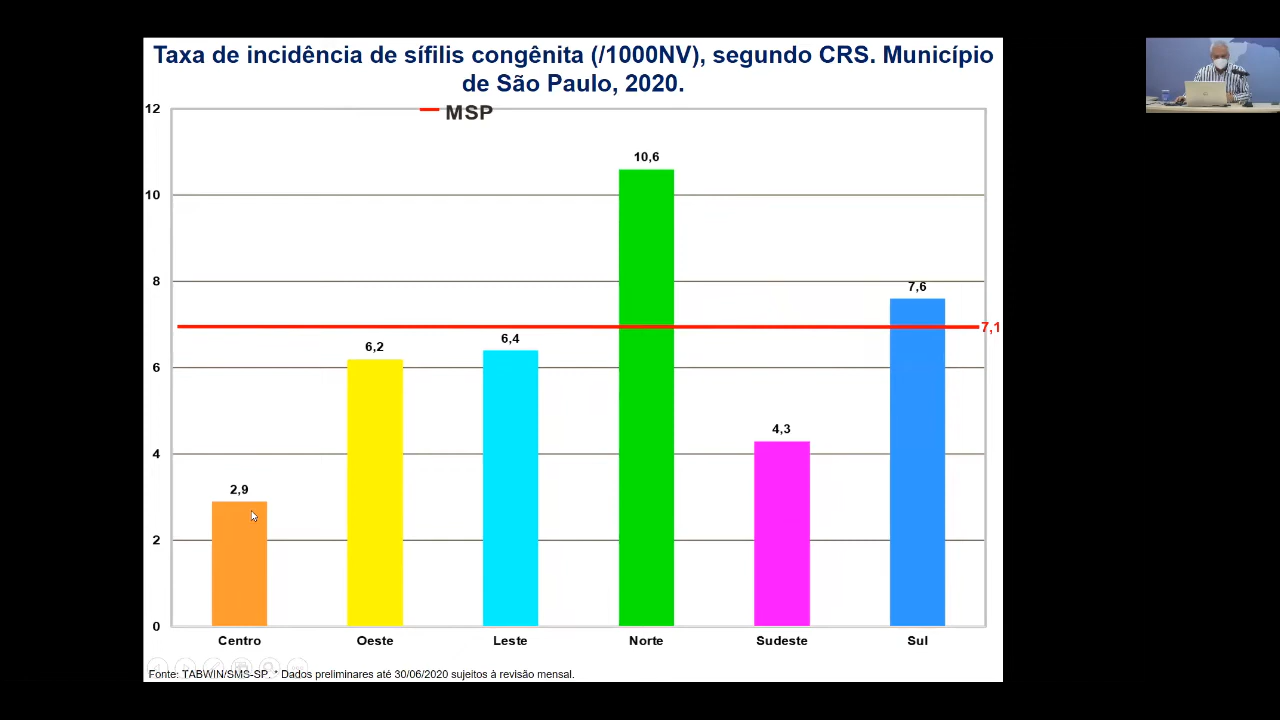 Taxa de incidência de sífilis congênita (/1000NV), segundo CRS. Município
de São Paulo, 2020.
MSP
12
10
8
6
4
2
0
2,9
6,2
6,4
10,6
4,3
7,6
7,1
Centro
Oeste
Leste
Norte
Sudeste
Sul
Fonte: TABWIN/SMS-SP. * Dados preliminares até 30/06/2020 sujeitos à revisão mensal.